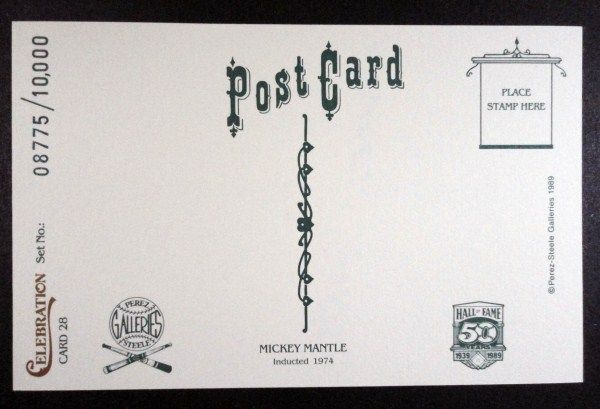 Post Card
PLACE
STAMP HERE
08775/10,000
CELEBRATION Set No.:
CARD 28
©Perez-Steele Galleries 1989
PEREZ
GALLERIES
STEELE
MICKEY MANTLE
Inducted 1974
HALL OF FAME
50
YEARS
1939 1989